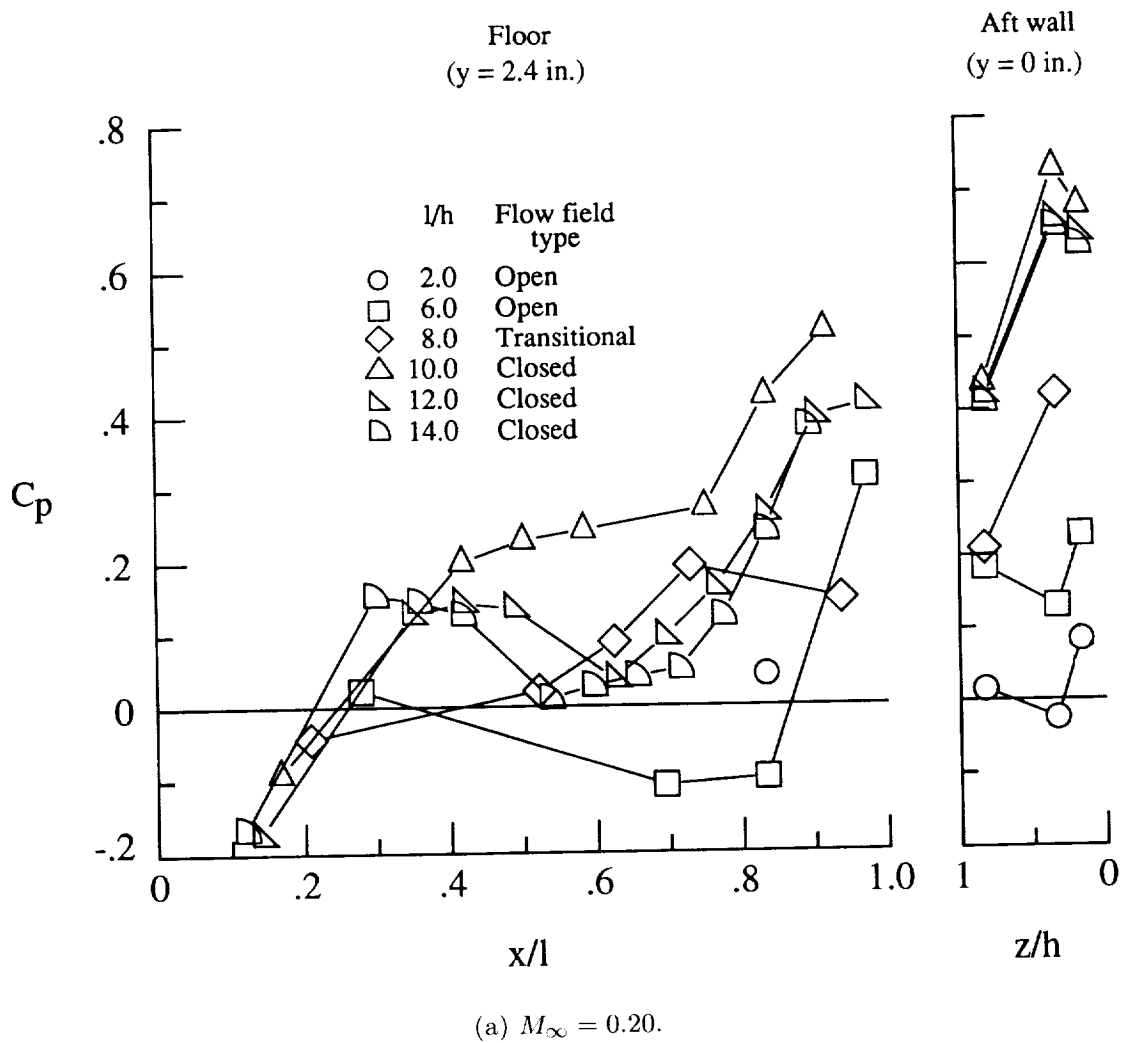 Floor
(y = 2.4 in.)
Aft wall
(y = 0 in.)
.8
.6
.4
.2
0
-.2
Cp
l/h Flow field
type
2.0 Open
6.0 Open
8.0 Transitional
10.0 Closed
12.0 Closed
14.0 Closed
0 .2 .4 .6 .8 1.0
1 0
x/l
z/h
(a) M∞ = 0.20.